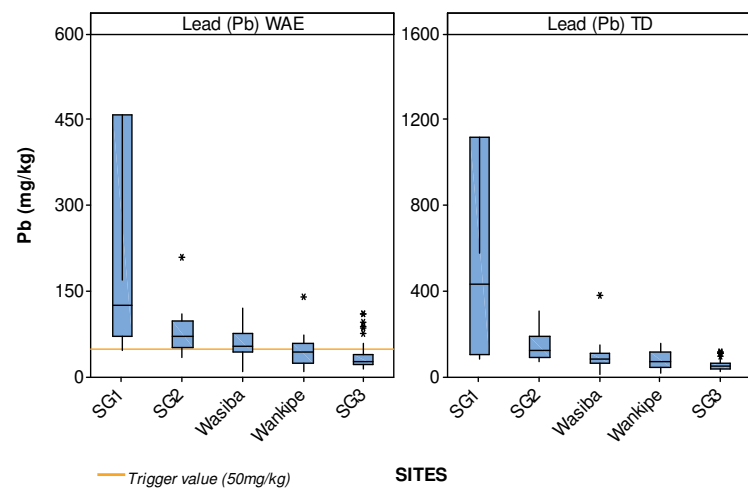 Lead (Pb) WAE
Lead (Pb) TD
600
450
300
150
0
1600
1200
800
400
0
Pb (mg/kg)
SG1
SG2
Wasiba
Wankipe
SG3
SG1
SG2
Wasiba
Wankipe
SG3
Trigger value (50mg/kg)
SITES